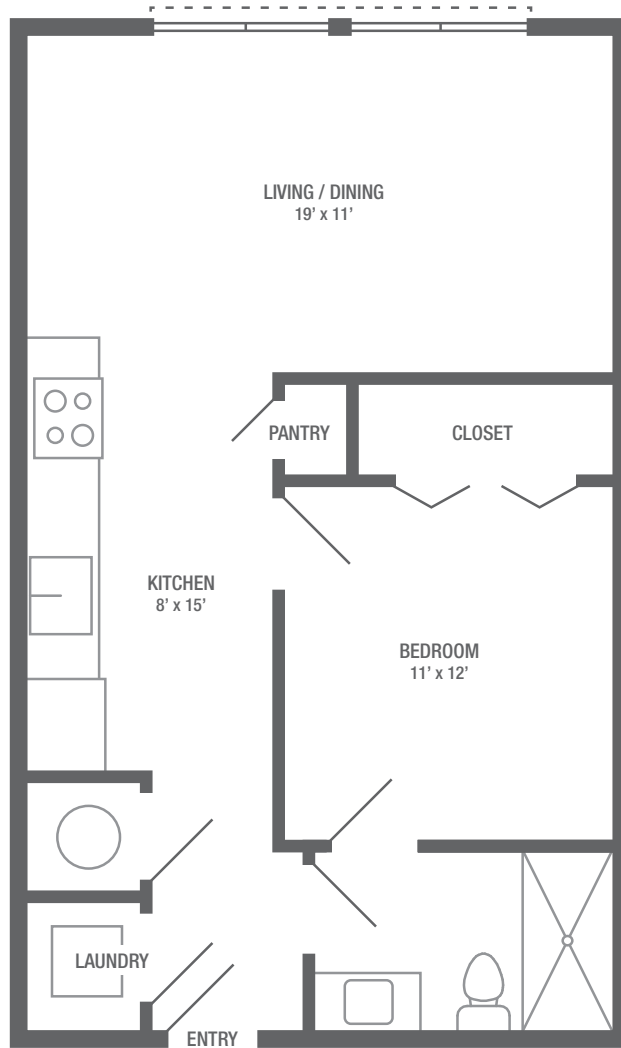 LIVING / DINING
19’ x 11’
PANTRY
CLOSET
KITCHEN
8’ x 15’
BEDROOM
11’ x 12’
LAUNDRY
ENTRY